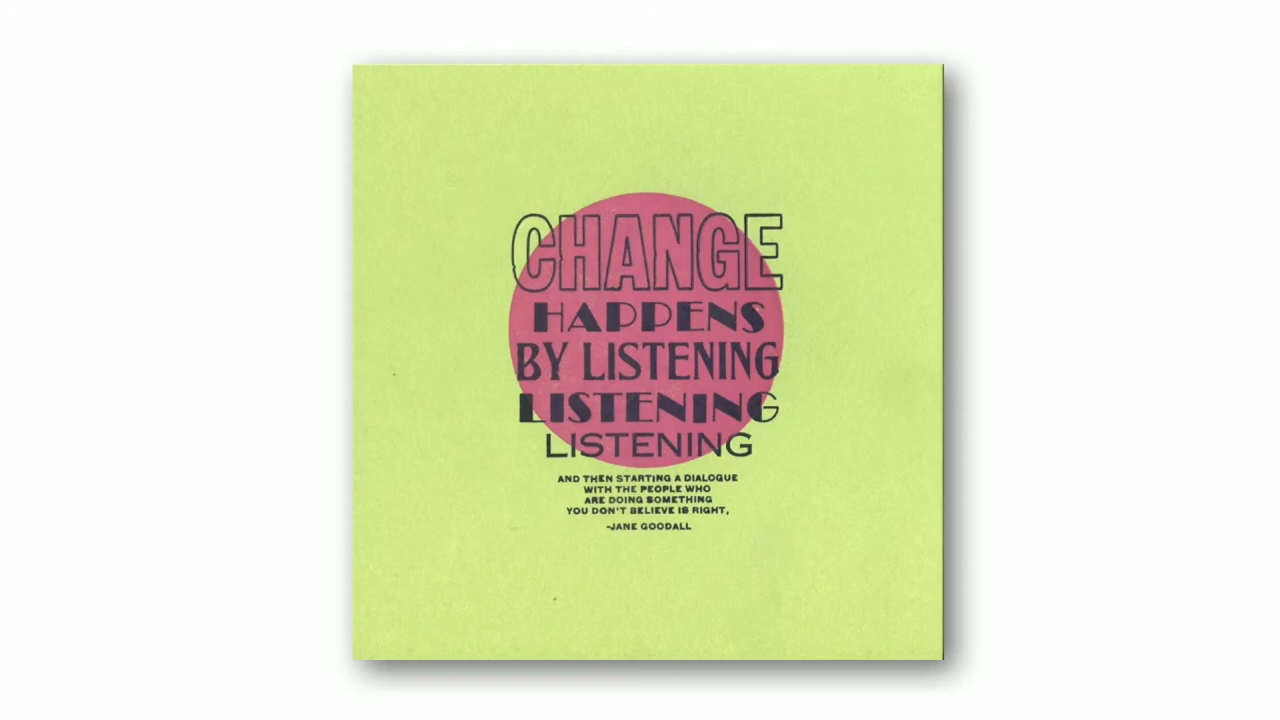 CHANGE
HAPPENS
BY LISTENING
LISTENING
LISTENING
AND THEN STARTING A DIALOGUE
WITH THE PEOPLE WHO
ARE DOING SOMETHING
YOU DON'T BELIEVE IS RIGHT,
-JANE GOODALL